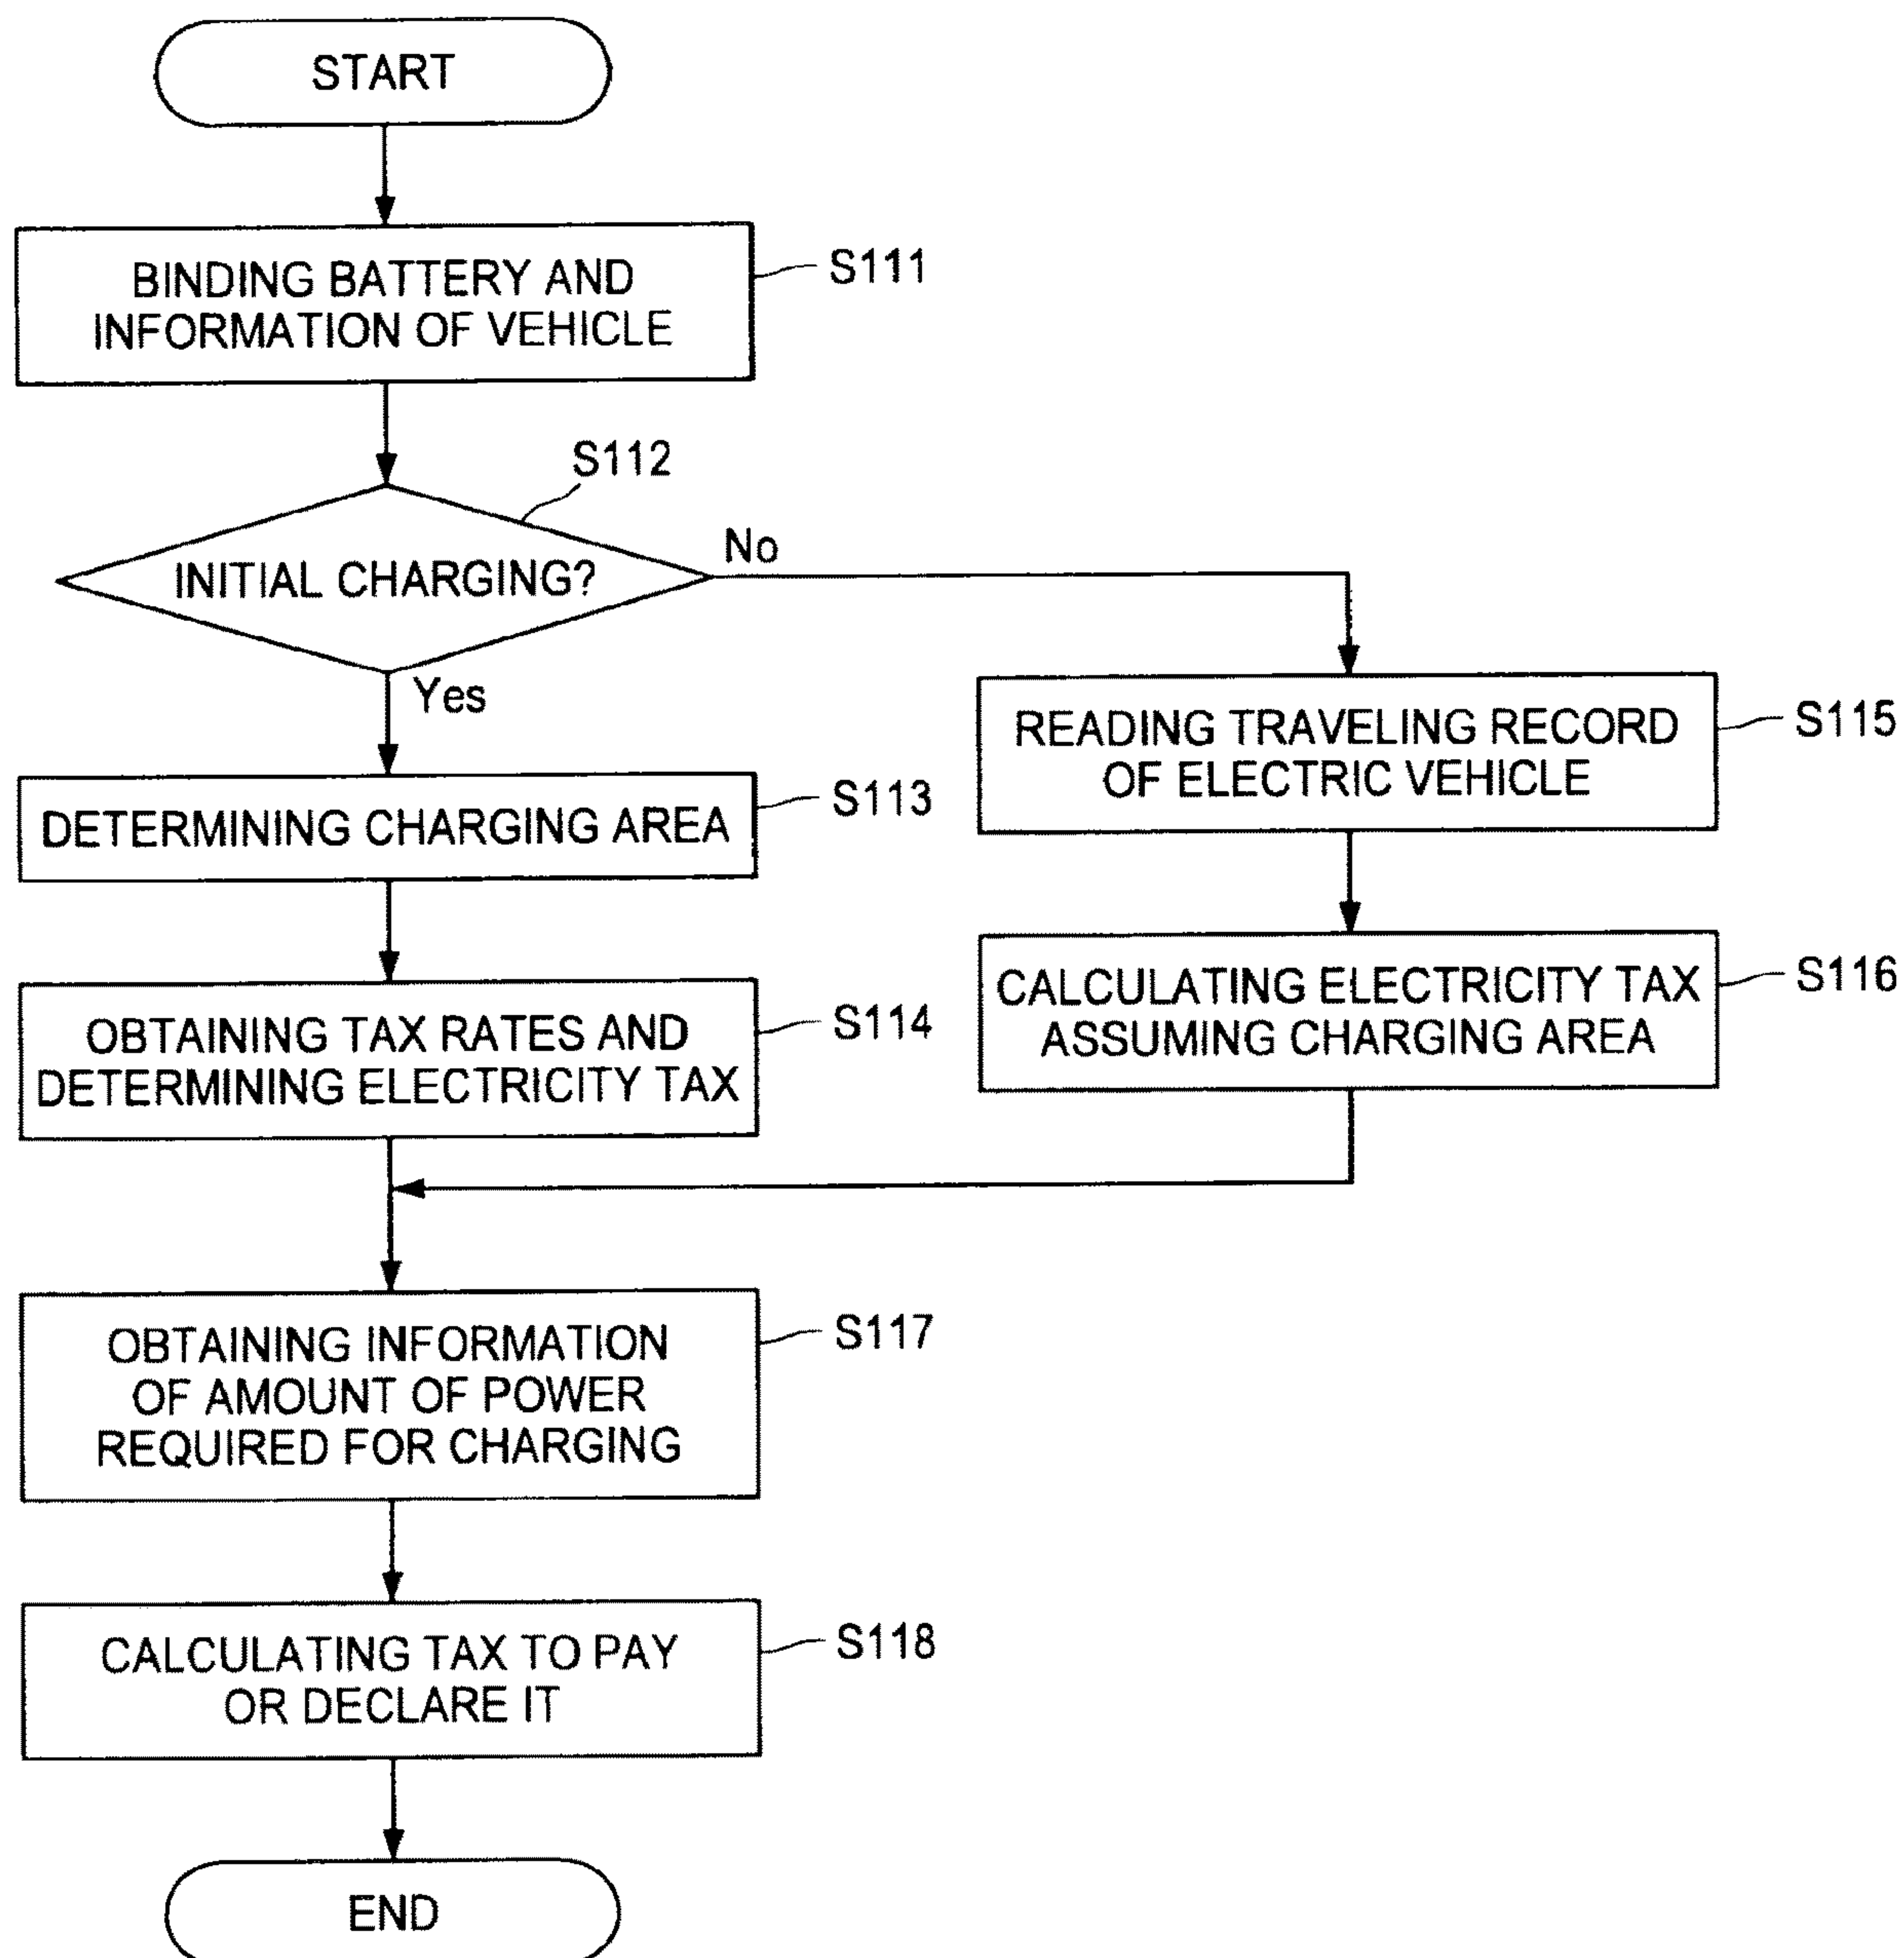 START
BINDING BATTERY AND
INFORMATION OF VEHICLE
S111
S112
INITIAL CHARGING?
No
Yes
DETERMINING CHARGING AREA
S113
OBTAINING TAX RATES AND
DETERMINING ELECTRICITY TAX
S114
READING TRAVELING RECORD
OF ELECTRIC VEHICLE
S115
CALCULATING ELECTRICITY TAX
ASSUMING CHARGING AREA
S116
OBTAINING INFORMATION
OF AMOUNT OF POWER
REQUIRED FOR CHARGING
S117
CALCULATING TAX TO PAY
OR DECLARE IT
S118
END